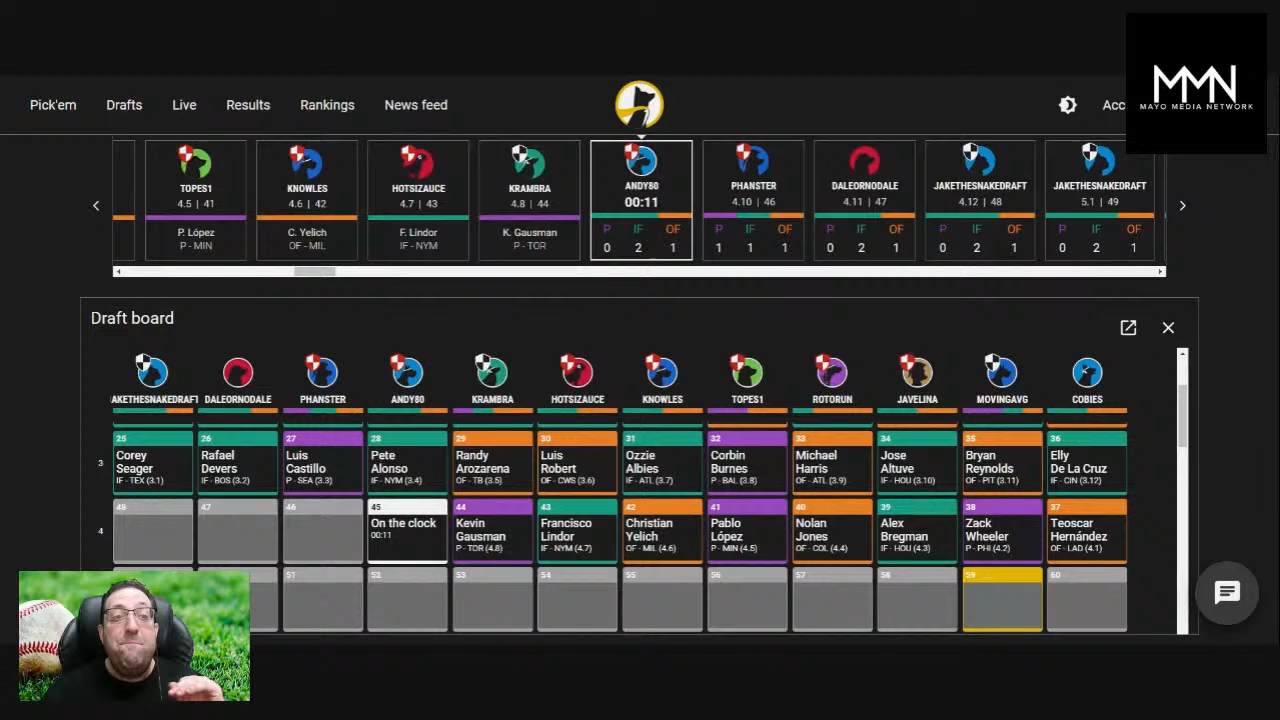 MMN
MAYO MEDIA NETWORK
Pick'em Drafts Live Results Rankings News feed Acc
TOPES1 KNOWLES HOTSIZAUCE KRAMBRA ANDY80 PHANSTER DALEORNODALE JAKETHESNAKEDRAFT JAKETHESNAKEDRAFT
4.5 | 41 4.6 | 42 4.7 | 43 4.8 | 44 00:11 4.10 | 46 4.11 | 47 4.12 | 48 5.1 | 49
P. López C. Yelich F. Lindor K. Gausman P IF OF P IF OF P IF OF P IF OF P IF OF
P - MIN OF - MIL IF - NYM P - TOR 0 2 1 1 1 1 0 2 1 0 2 1 0 2 1
Draft board
AKETHESNAKEDRAFT DALEORNODALE PHANSTER ANDY80 KRAMBRA HOTSIZAUCE KNOWLES TOPES1 ROTORUN JAVELINA MOVINGAVG COBIES
25 26 27 28 29 30 31 32 33 34 35 36
Corey Rafael Luis Pete Randy Luis Ozzie Corbin Michael Jose Bryan Elly
3 Seager Devers Castillo Alonso Arozarena Robert Albies Burnes Harris Altuve Reynolds De La Cruz
IF - TEX (3.1) IF - BOS (3.2) P - SEA (3.3) IF - NYM (3.4) OF - TB (3.5) OF - CWS (3.6) IF - ATL (3.7) P - BAL (3.8) OF - ATL (3.9) IF - HOU (3.10) OF - PIT (3.11) IF - CIN (3.12)
48 47 46 45 44 43 42 41 40 39 38 37
On the clock Kevin Francisco Christian Pablo Nolan Alex Zack Teoscar
4 00:11 Gausman Lindor Yelich López Jones Bregman Wheeler Hernández
P - TOR (4.8) IF - NYM (4.7) OF - MIL (4.6) P - MIN (4.5) OF - COL (4.4) IF - HOU (4.3) P - PHI (4.2) OF - LAD (4.1)
51 52 53 54 55 56 57 58 59 60